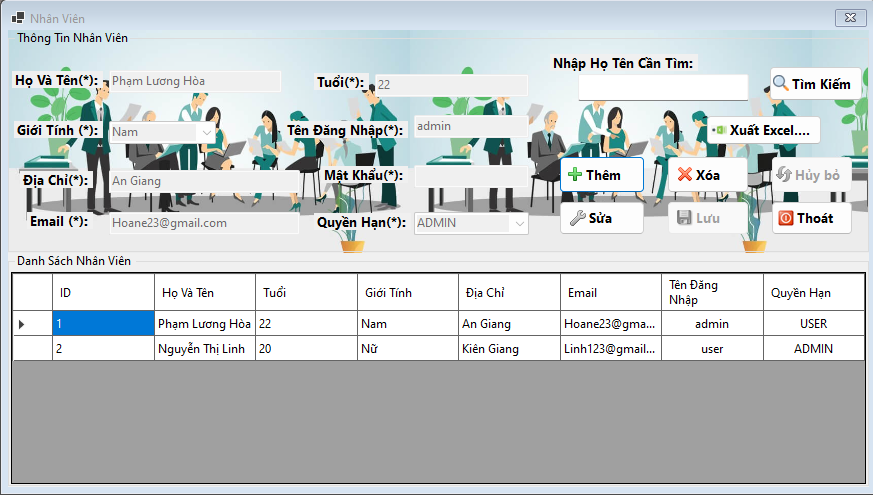 Nhân Viên
Thông Tin Nhân Viên
Họ Và Tên(*): Phạm Lương Hòa Tuổi(*): 22 Nhập Họ Tên Cần Tìm:
Tìm Kiếm
Giới Tính (*): Nam Tên Đăng Nhập(*): admin Xuất Excel....
Địa Chỉ(*): An Giang Mật Khẩu(*): Thêm Xóa Hủy bỏ
Email (*): Hoane23@gmail.com Quyền Hạn(*): ADMIN Sửa Lưu Thoát
Danh Sách Nhân Viên
ID Họ Và Tên Tuổi Giới Tính Địa Chỉ Email Tên Đăng Nhập Quyền Hạn
1 Phạm Lương Hòa 22 Nam An Giang Hoane23@gma... admin USER
2 Nguyễn Thị Linh 20 Nữ Kiên Giang Linh123@gmail... user ADMIN